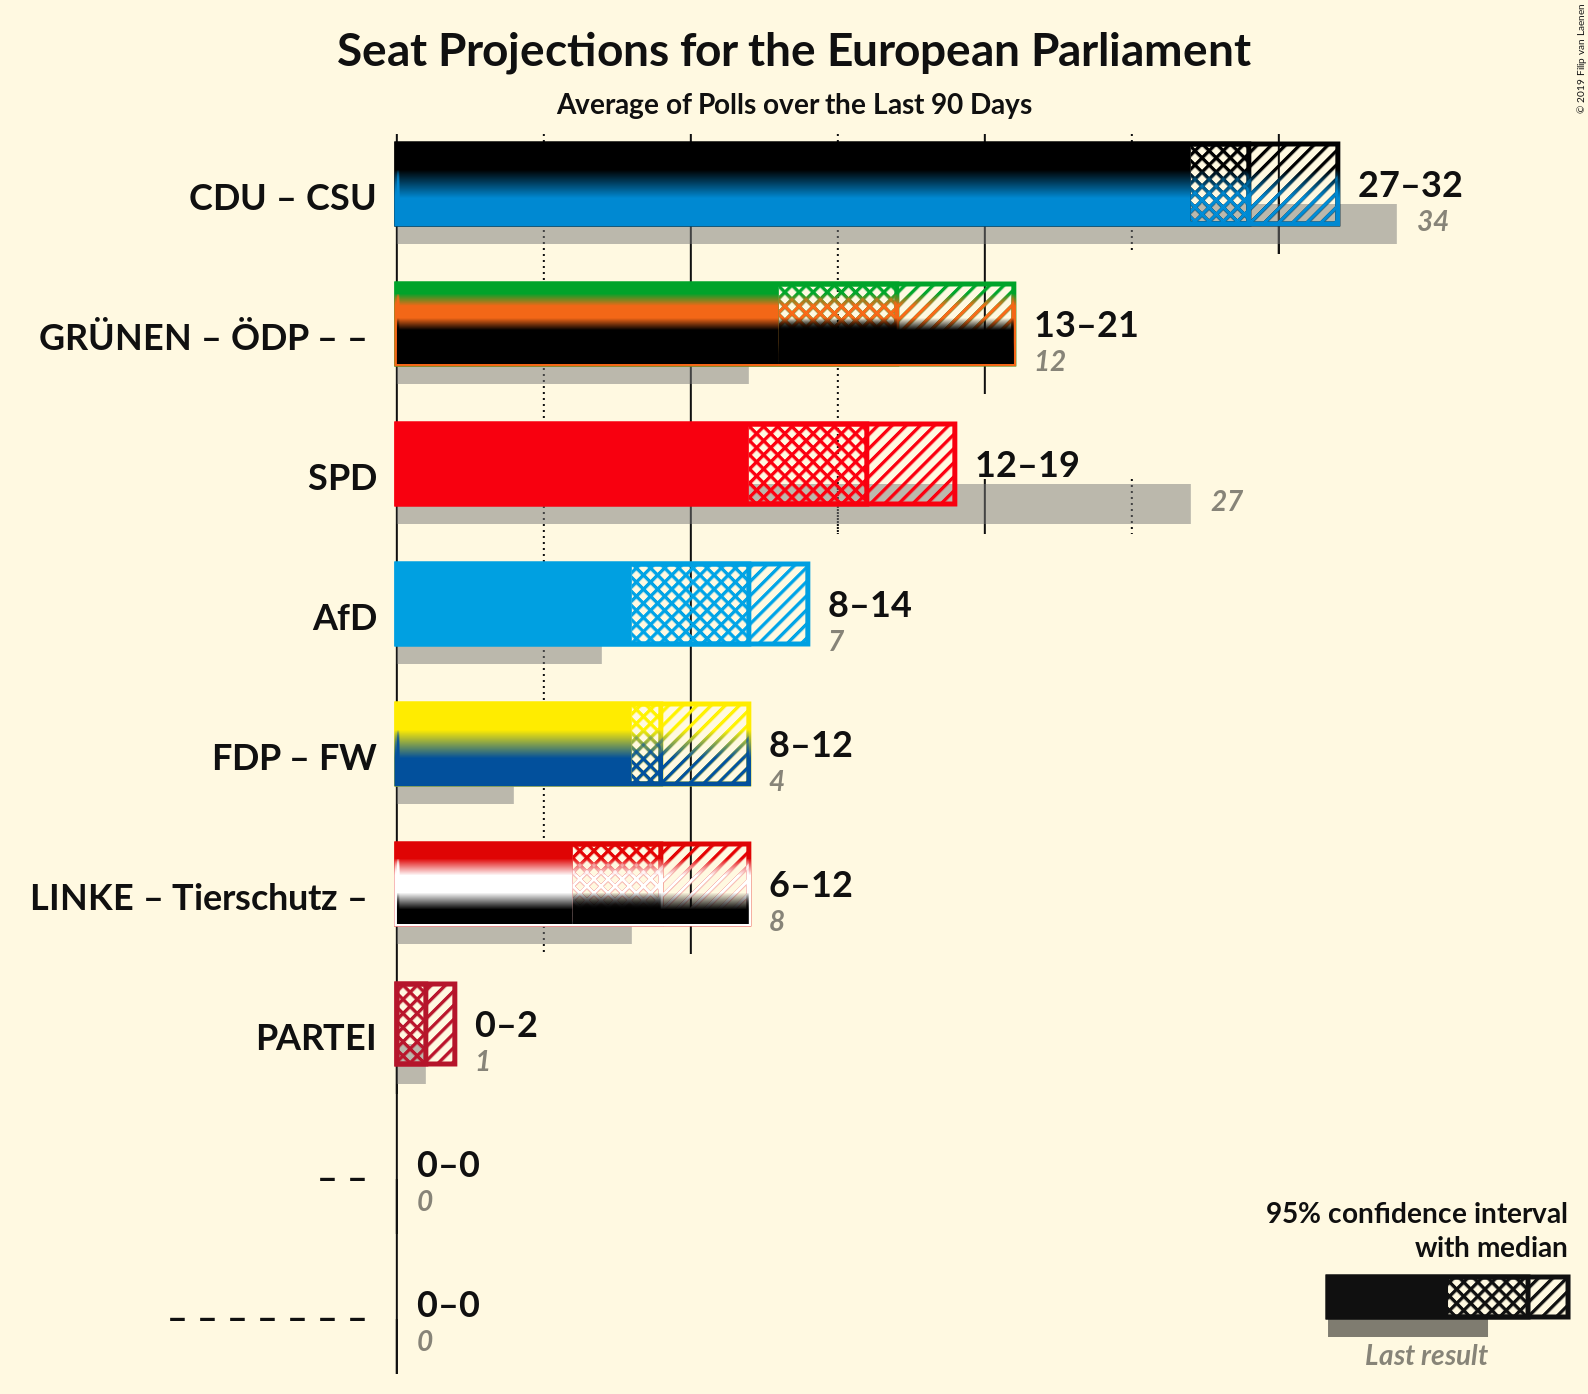 Seat Projections for the European Parliament
Average of Polls over the Last 90 Days
© 2019 Filip van Laenen
CDU – CSU
27–32
34
GRÜNEN – ÖDP – –
13–21
12
SPD
12–19
27
AfD
8–14
7
FDP – FW
8–12
4
LINKE – Tierschutz –
6–12
8
PARTEI
0–2
1
– –
0–0
0
– – – – – – –
0–0
0
95% confidence interval
with median
Last result